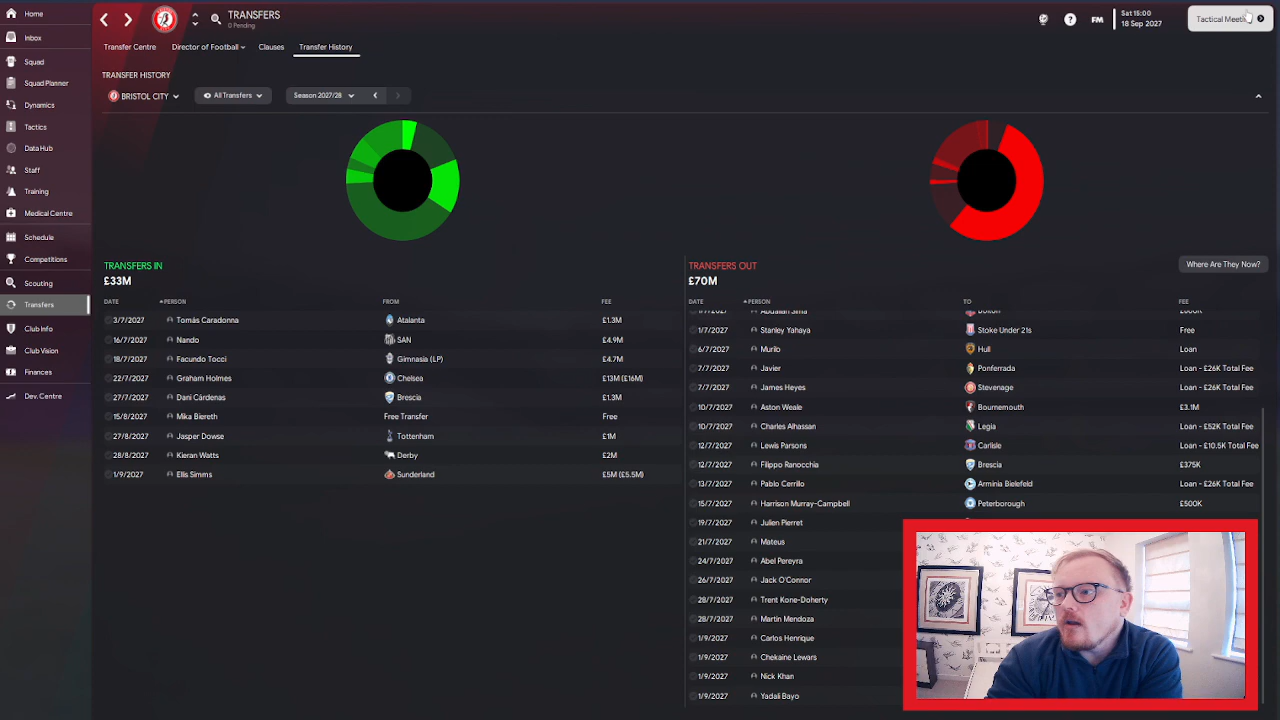 Home
Inbox
Squad
Squad Planner
Dynamics
Tactics
Data Hub
Staff
Training
Medical Centre
Schedule
Competitions
Scouting
Transfers
Club Info
Club Vision
Finances
Dev. Centre
TRANSFERS
0 Pending
FM
Sat 15:00
18 Sep 2027
Transfer Centre Director of Football Clauses Transfer History
TRANSFER HISTORY
BRISTOL CITY All Transfers Season 2027/28
TRANSFERS IN
£33M
DATE PERSON FROM FEE
3/7/2027 Tomás Caradonna Atalanta £1.3M
16/7/2027 Nando SAN £4.9M
18/7/2027 Facundo Tocci Gimnasia (LP) £4.7M
22/7/2027 Graham Holmes Chelsea £13M (£16M)
27/7/2027 Dani Cárdenas Brescia £1.3M
15/8/2027 Mika Biereth Free Transfer Free
27/8/2027 Jasper Dowse Tottenham £1M
28/8/2027 Kieran Watts Derby £2M
1/9/2027 Ellis Simms Sunderland £5M (£5.5M)
TRANSFERS OUT
£70M
Where Are They Now?
DATE PERSON TO FEE
1/7/2027 Stanley Yahaya Stoke Under 21s Free
6/7/2027 Murilo Hull Loan
7/7/2027 Javier Ponferrada Loan - £26K Total Fee
7/7/2027 James Heyes Stevenage Loan - £26K Total Fee
10/7/2027 Aston Weale Bournemouth £3.1M
10/7/2027 Charles Alhassan Legia Loan - £52K Total Fee
12/7/2027 Lewis Parsons Carlisle Loan - £10.5K Total Fee
12/7/2027 Filippo Ranocchia Brescia £375K
13/7/2027 Pablo Cerrillo Arminia Bielefeld Loan - £26K Total Fee
15/7/2027 Harrison Murray-Campbell Peterborough £500K
19/7/2027 Julien Pierret
21/7/2027 Mateus
24/7/2027 Abel Pereyra
26/7/2027 Jack O'Connor
28/7/2027 Trent Kone-Doherty
28/7/2027 Martín Mendoza
1/9/2027 Carlos Henrique
1/9/2027 Chekaine Lewars
1/9/2027 Nick Khan
1/9/2027 Yadali Bayo